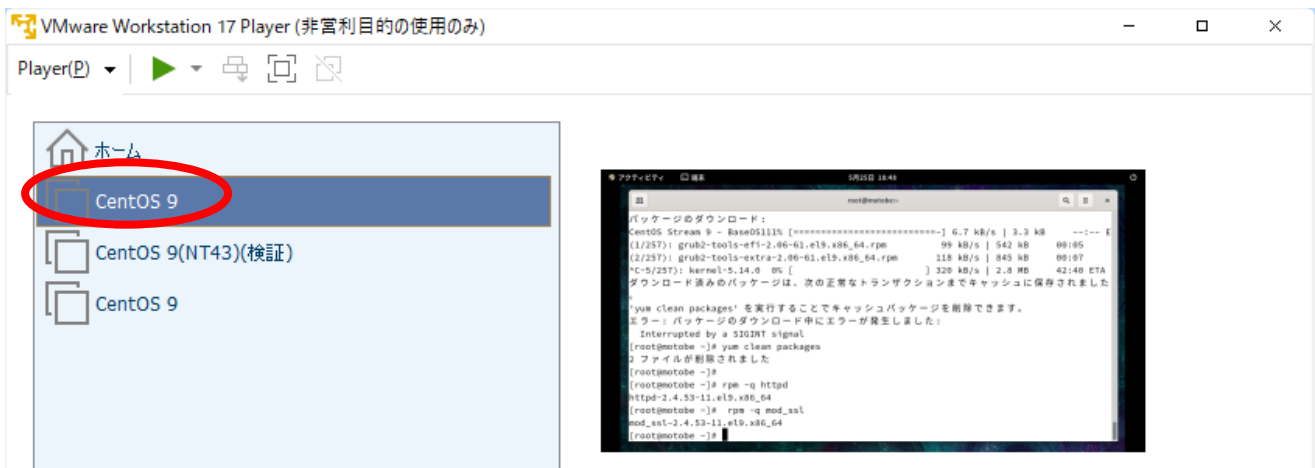 VMware Workstation 17 Player (非営利目的の使用のみ)
Player(P)
ホーム
CentOS 9
CentOS 9(NT43)(検証)
CentOS 9
アクティビティ 端末 5月25日 18:48
root@motobe:~
パッケージのダウンロード:
CentOS Stream 9 - BaseOS111% [===========================-] 6.7 kB/s | 3.3 kB --:-- E
(1/257): grub2-tools-efi-2.06-61.el9.x86_64.rpm 99 kB/s | 542 kB 00:05
(2/257): grub2-tools-extra-2.06-61.el9.x86_64.rpm 118 kB/s | 845 kB 00:07
^C-5/257): kernel-5.14.0 0% [ ] 320 kB/s | 2.8 MB 42:40 ETA
ダウンロード済みのパッケージは、次の正常なトランザクションまでキャッシュに保存されました
。
'yum clean packages' を実行することでキャッシュパッケージを削除できます。
エラー: パッケージのダウンロード中にエラーが発生しました:
Interrupted by a SIGINT signal
[root@motobe ~]# yum clean packages
2 ファイルが削除されました
[root@motobe ~]#
[root@motobe ~]# rpm -q httpd
httpd-2.4.53-11.el9.x86_64
[root@motobe ~]# rpm -q mod_ssl
mod_ssl-2.4.53-11.el9.x86_64
[root@motobe ~]#